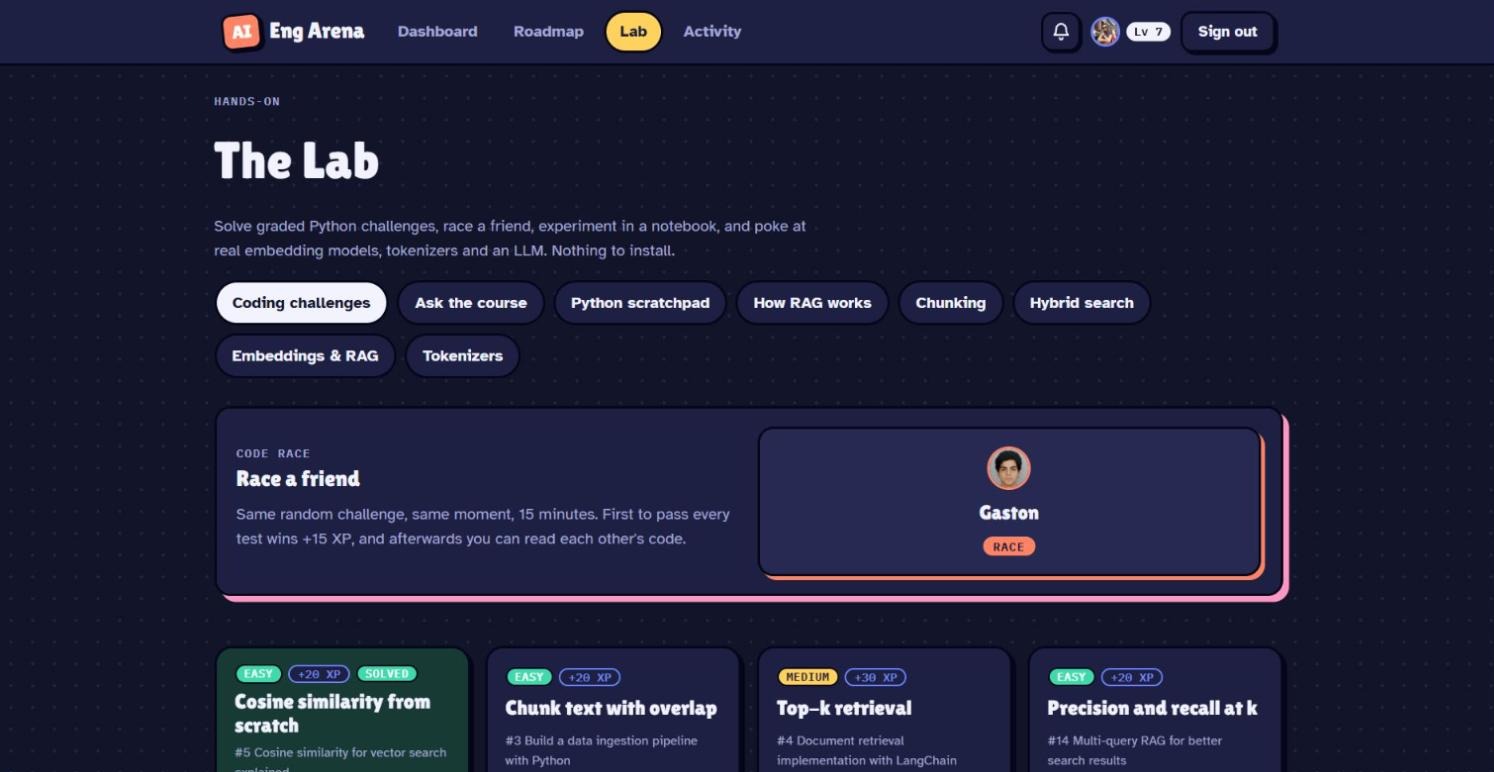 AI Eng Arena Dashboard Roadmap Lab Activity Lv 7 Sign out
HANDS-ON
The Lab
Solve graded Python challenges, race a friend, experiment in a notebook, and poke at
real embedding models, tokenizers and an LLM. Nothing to install.
Coding challenges Ask the course Python scratchpad How RAG works Chunking Hybrid search
Embeddings & RAG Tokenizers
CODE RACE
Race a friend
Same random challenge, same moment, 15 minutes. First to pass every
test wins +15 XP, and afterwards you can read each other's code.
Gaston
RACE
EASY +20 XP SOLVED
Cosine similarity from
scratch
#5 Cosine similarity for vector search
explained
EASY +20 XP
Chunk text with overlap
#3 Build a data ingestion pipeline
with Python
MEDIUM +30 XP
Top-k retrieval
#4 Document retrieval
implementation with LangChain
EASY +20 XP
Precision and recall at k
#14 Multi-query RAG for better
search results